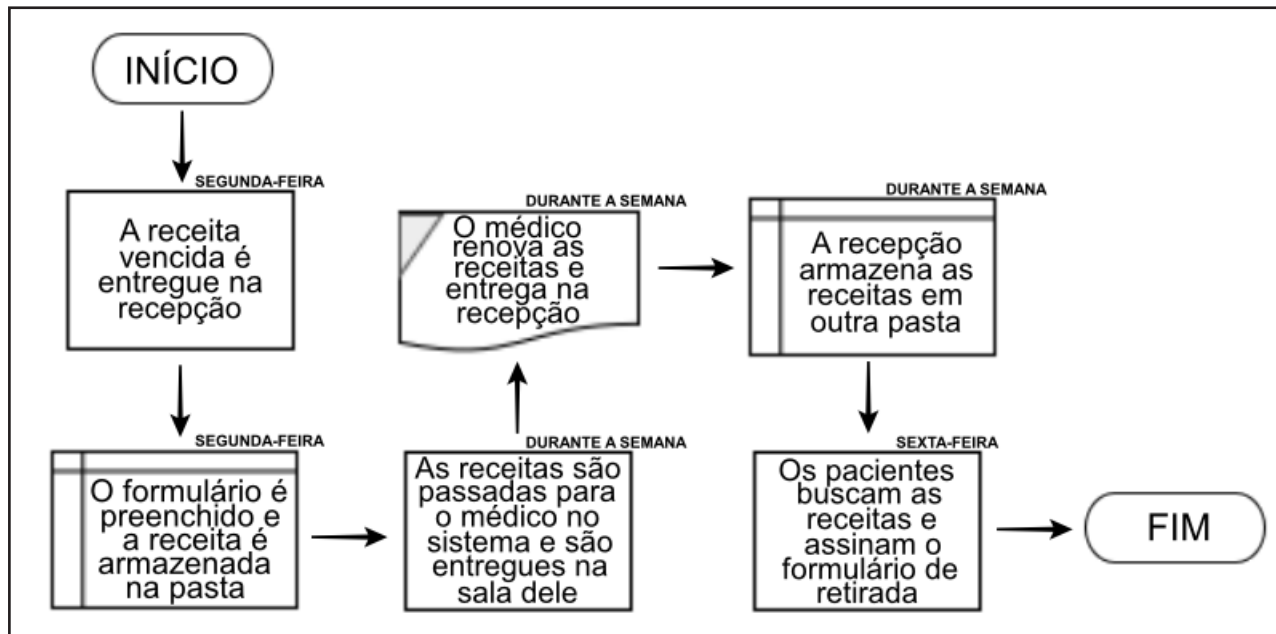 INÍCIO
SEGUNDA-FEIRA
A receita
vencida é
entregue na
recepção
SEGUNDA-FEIRA
O formulário é
preenchido e
a receita é
armazenada
na pasta
DURANTE A SEMANA
As receitas são
passadas para
o médico no
sistema e são
entregues na
sala dele
DURANTE A SEMANA
O médico
renova as
receitas e
entrega na
recepção
DURANTE A SEMANA
A recepção
armazena as
receitas em
outra pasta
SEXTA-FEIRA
Os pacientes
buscam as
receitas e
assinam o
formulário de
retirada
FIM